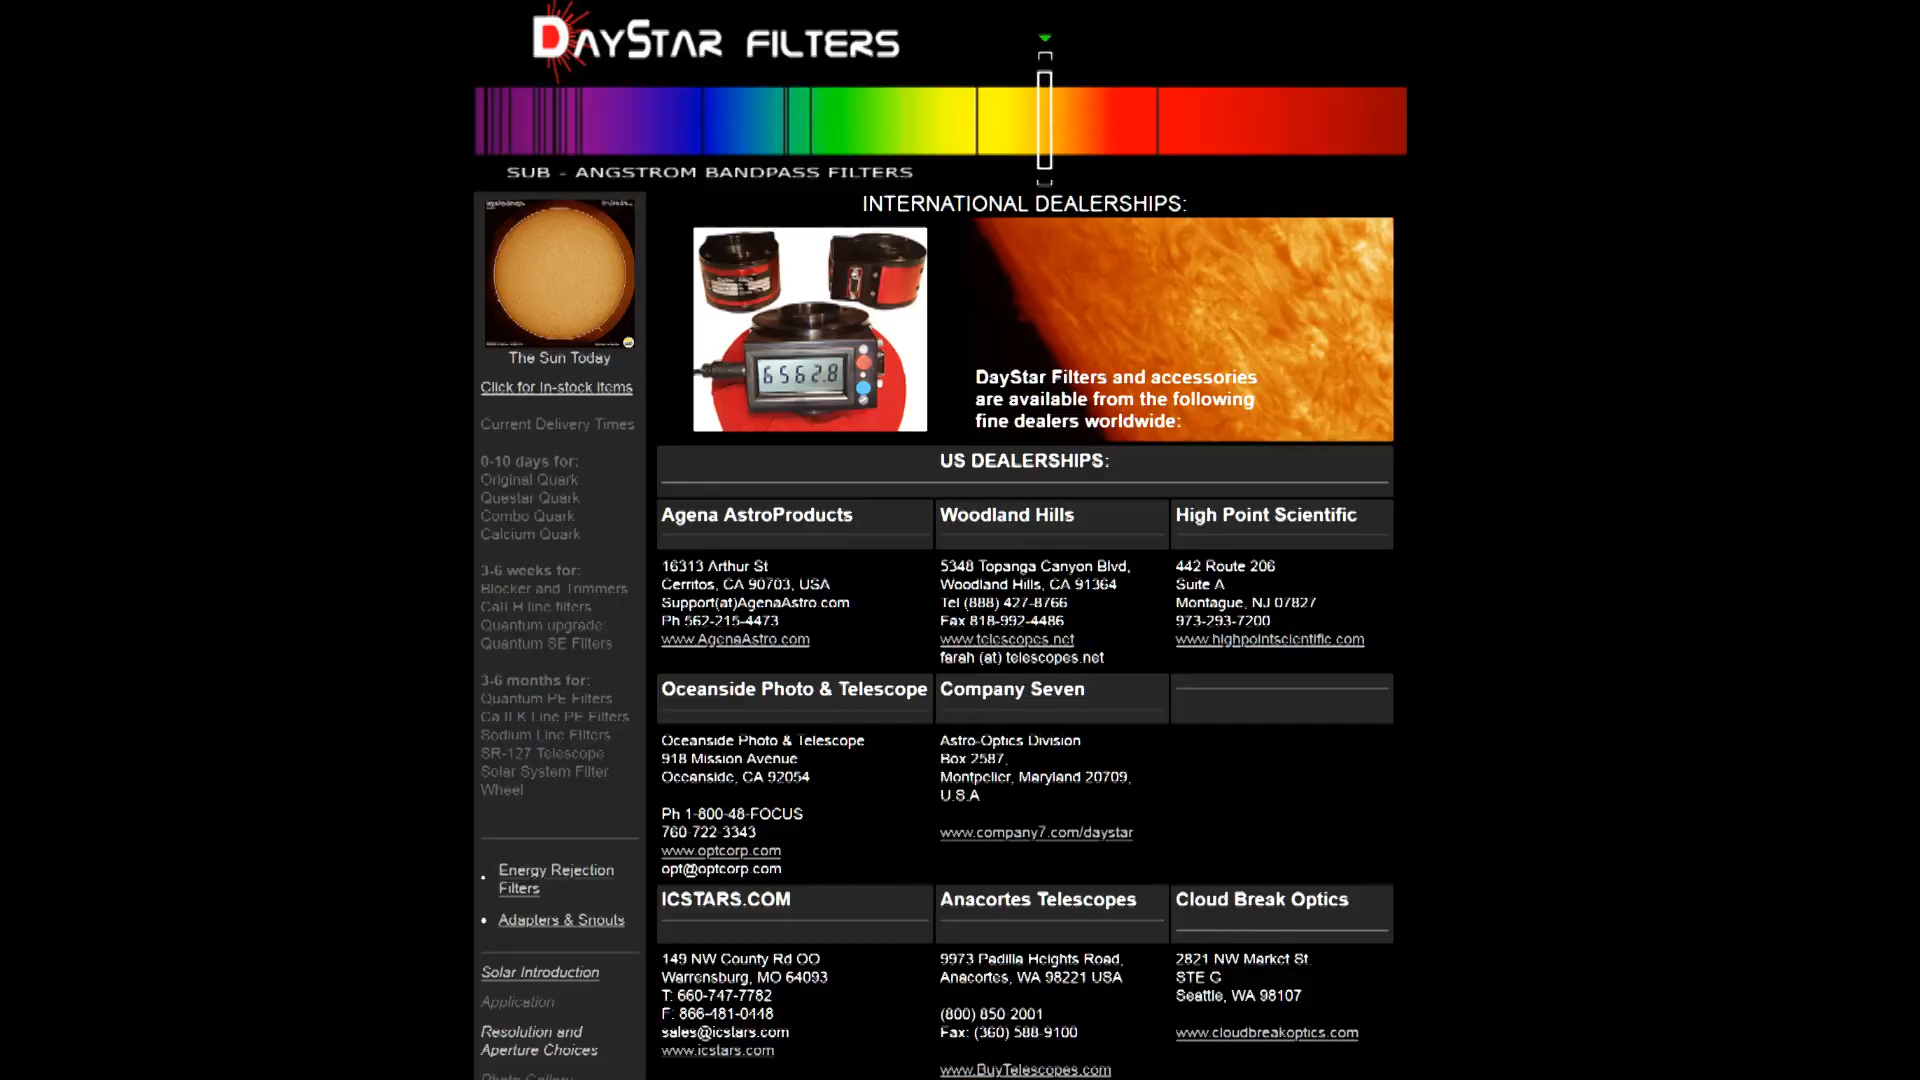 DAYSTAR FILTERS
SUB - ANGSTROM BANDPASS FILTERS
The Sun Today
Click for In-stock items
Current Delivery Times
0-10 days for:
Original Quark
Questar Quark
Combo Quark
Calcium Quark
3-6 weeks for:
Blocker and Trimmers
CaII H line filters
Quantum upgrade:
Quantum SE Filters
3-6 months for:
Quantum PE Filters
Ca II K Line PE Filters
Sodium Line Filters
SR-127 Telescope
Solar System Filter
Wheel
Energy Rejection
Filters
Adapters & Snouts
Solar Introduction
Application
Resolution and
Aperture Choices
Photo Gallery
INTERNATIONAL DEALERSHIPS:
6562.8
DayStar Filters and accessories
are available from the following
fine dealers worldwide:
US DEALERSHIPS:
Agena AstroProducts
16313 Arthur St
Cerritos, CA 90703, USA
Support(at)AgenaAstro.com
Ph 562-215-4473
www.AgenaAstro.com
Woodland Hills
5348 Topanga Canyon Blvd,
Woodland Hills, CA 91364
Tel (888) 427-8766
Fax 818-992-4486
www.telescopes.net
farah (at) telescopes.net
High Point Scientific
442 Route 206
Suite A
Montague, NJ 07827
973-293-7200
www.highpointscientific.com
Oceanside Photo & Telescope
Oceanside Photo & Telescope
918 Mission Avenue
Oceanside, CA 92054
Ph 1-800-48-FOCUS
760-722-3343
www.optcorp.com
opt@optcorp.com
Company Seven
Astro-Optics Division
Box 2587,
Montpelier, Maryland 20709,
U.S.A
www.company7.com/daystar
ICSTARS.COM
149 NW County Rd OO
Warrensburg, MO 64093
T: 660-747-7782
F: 866-481-0448
sales@icstars.com
www.icstars.com
Anacortes Telescopes
9973 Padilla Heights Road,
Anacortes, WA 98221 USA
(800) 850-2001
Fax: (360) 588-9100
www.BuyTelescopes.com
Cloud Break Optics
2821 NW Market St.
STE G
Seattle, WA 98107
www.cloudbreakoptics.com